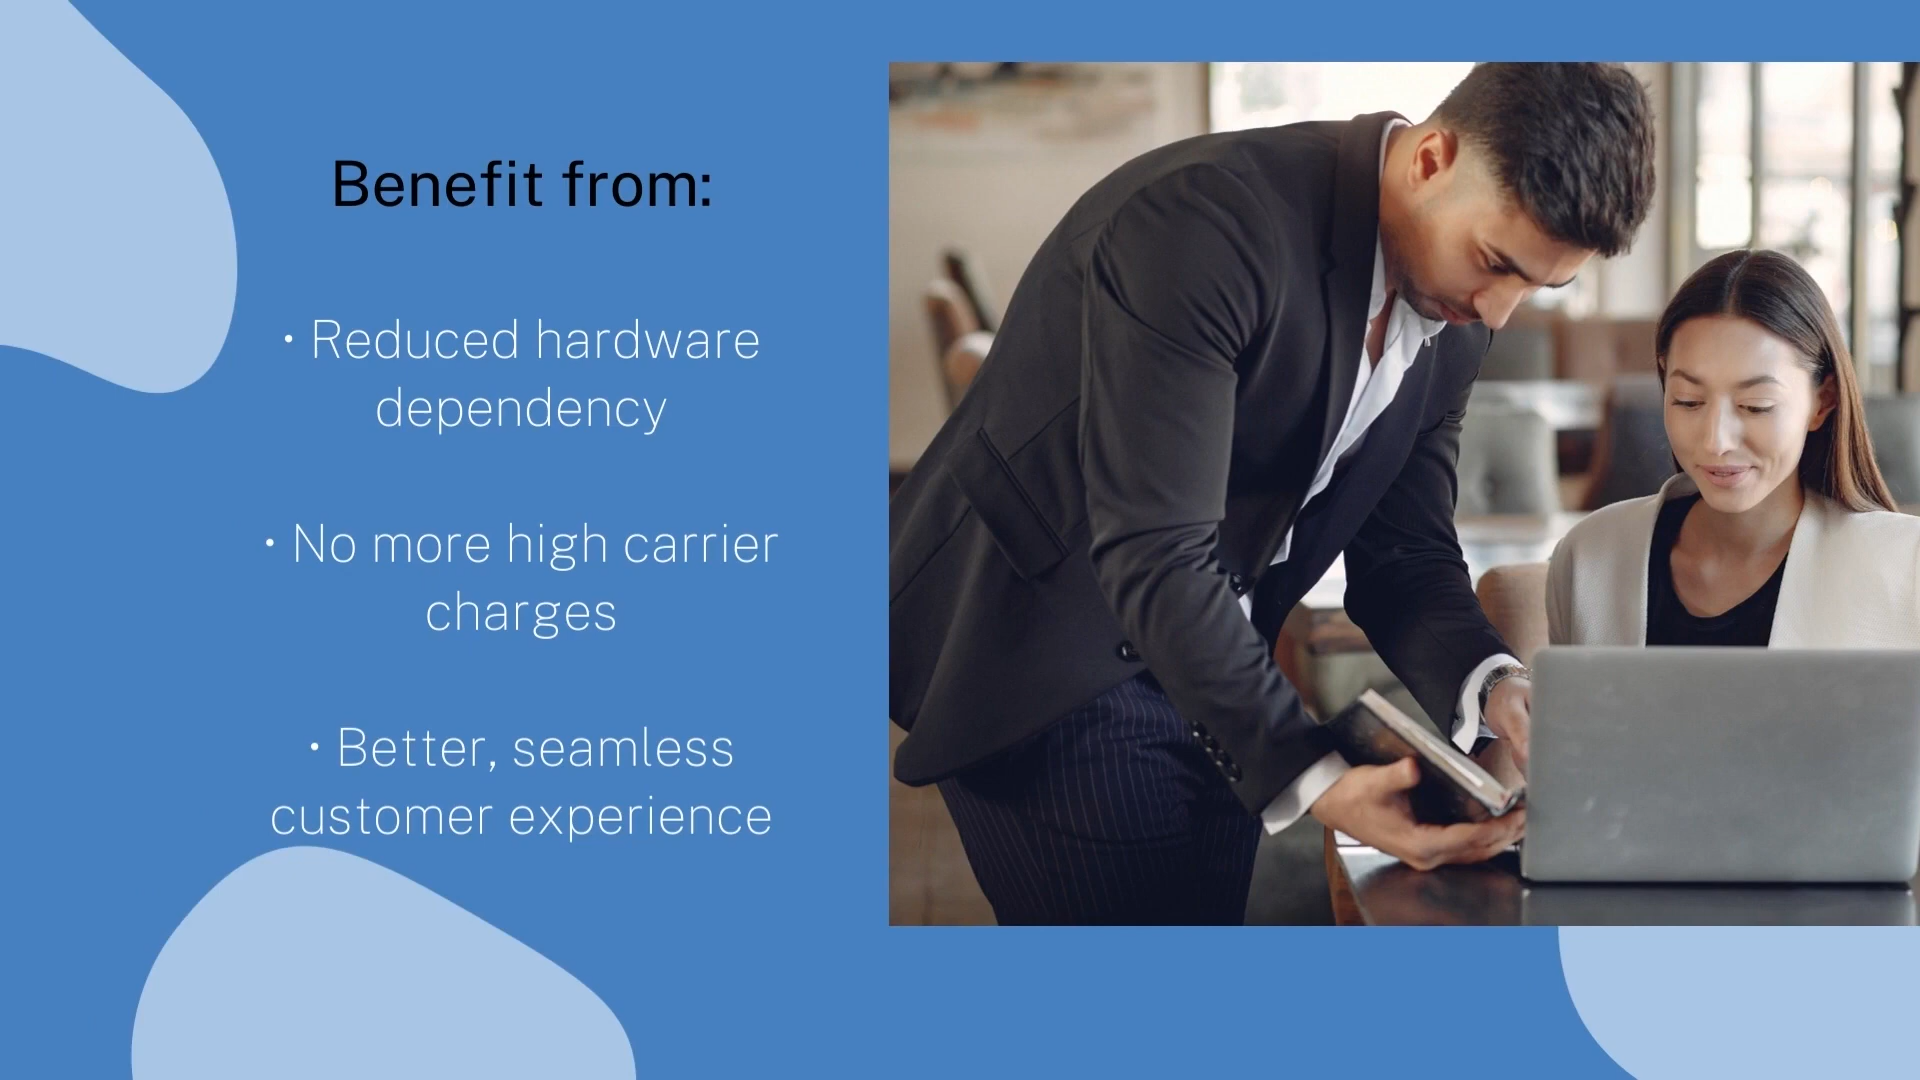 Benefit from:
• Reduced hardware
dependency
• No more high carrier
charges
• Better, seamless
customer experience